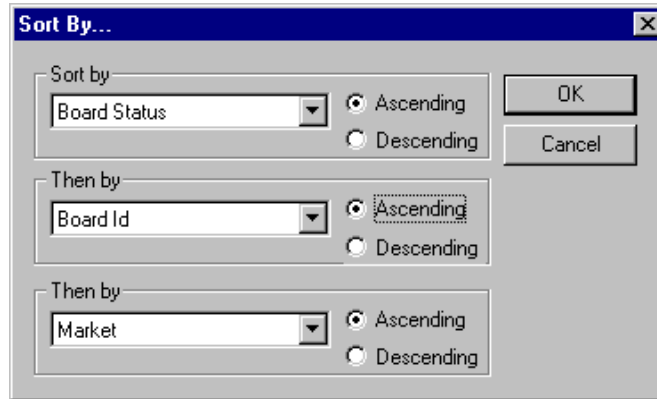 Sort By...
Sort by
Board Status
Ascending
Descending
OK
Cancel
Then by
Board Id
Ascending
Descending
Then by
Market
Ascending
Descending